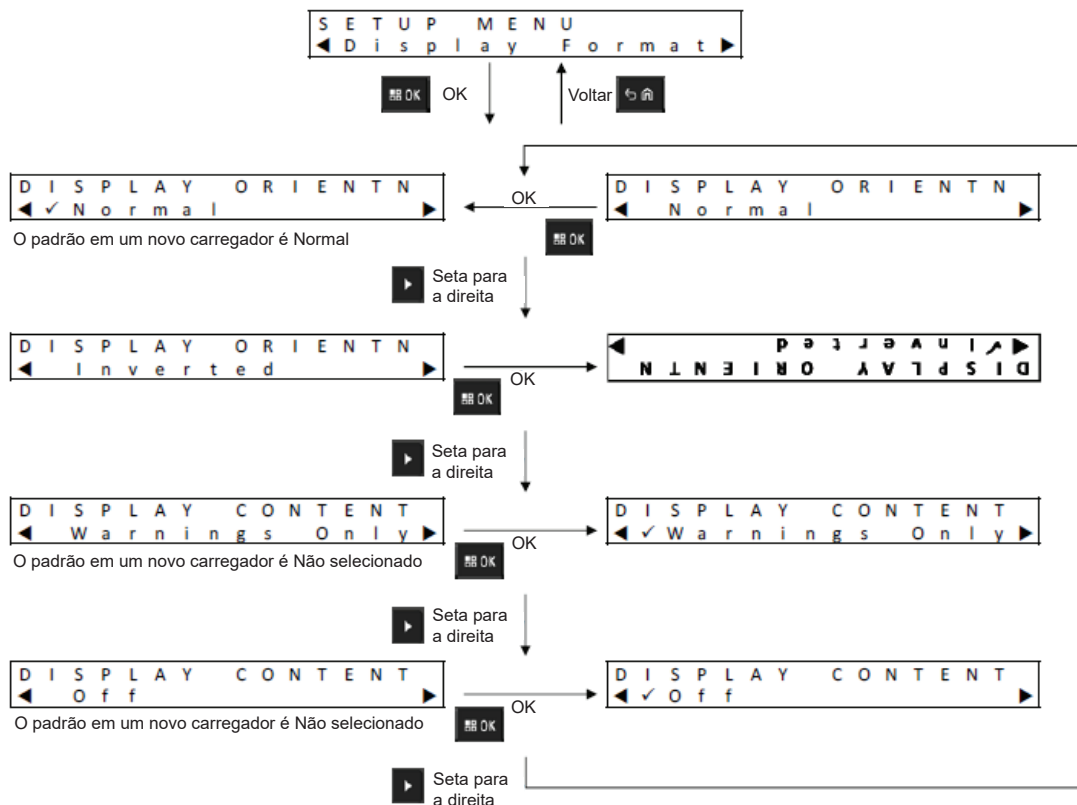 SETUP MENU
◀Display Format▶
OK
OK
Voltar
DISPLAY ORIENTN
◀✓Normal▶
OK
DISPLAY ORIENTN
◀ Normal▶
O padrão em um novo carregador é Normal
OK
Seta para
a direita
DISPLAY ORIENTN
◀ Inverted▶
OK
OK
DISPLAY ORIENTN
◀✓Inverted▶
Seta para
a direita
DISPLAY CONTENT
◀ Warnings Only▶
OK
OK
DISPLAY CONTENT
◀✓Warnings Only▶
O padrão em um novo carregador é Não selecionado
Seta para
a direita
DISPLAY CONTENT
◀ Off▶
OK
OK
DISPLAY CONTENT
◀✓Off▶
O padrão em um novo carregador é Não selecionado
Seta para
a direita